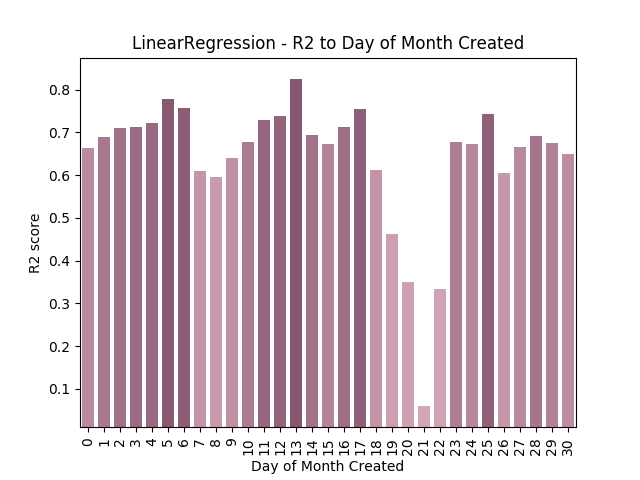 LinearRegression - R2 to Day of Month Created
R2 score
0.8
0.7
0.6
0.5
0.4
0.3
0.2
0.1
0 1 2 3 4 5 6 7 8 9 10 11 12 13 14 15 16 17 18 19 20 21 22 23 24 25 26 27 28 29 30
Day of Month Created